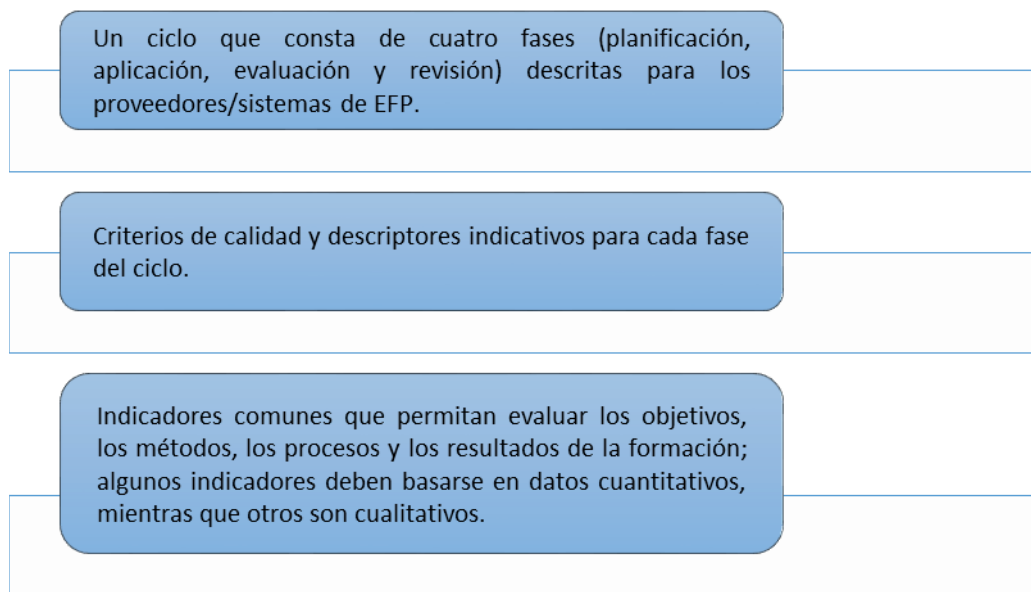 Un ciclo que consta de cuatro fases (planificación,
aplicación, evaluación y revisión) descritas para los
proveedores/sistemas de EFP.
Criterios de calidad y descriptores indicativos para cada fase
del ciclo.
Indicadores comunes que permitan evaluar los objetivos,
los métodos, los procesos y los resultados de la formación;
algunos indicadores deben basarse en datos cuantitativos,
mientras que otros son cualitativos.